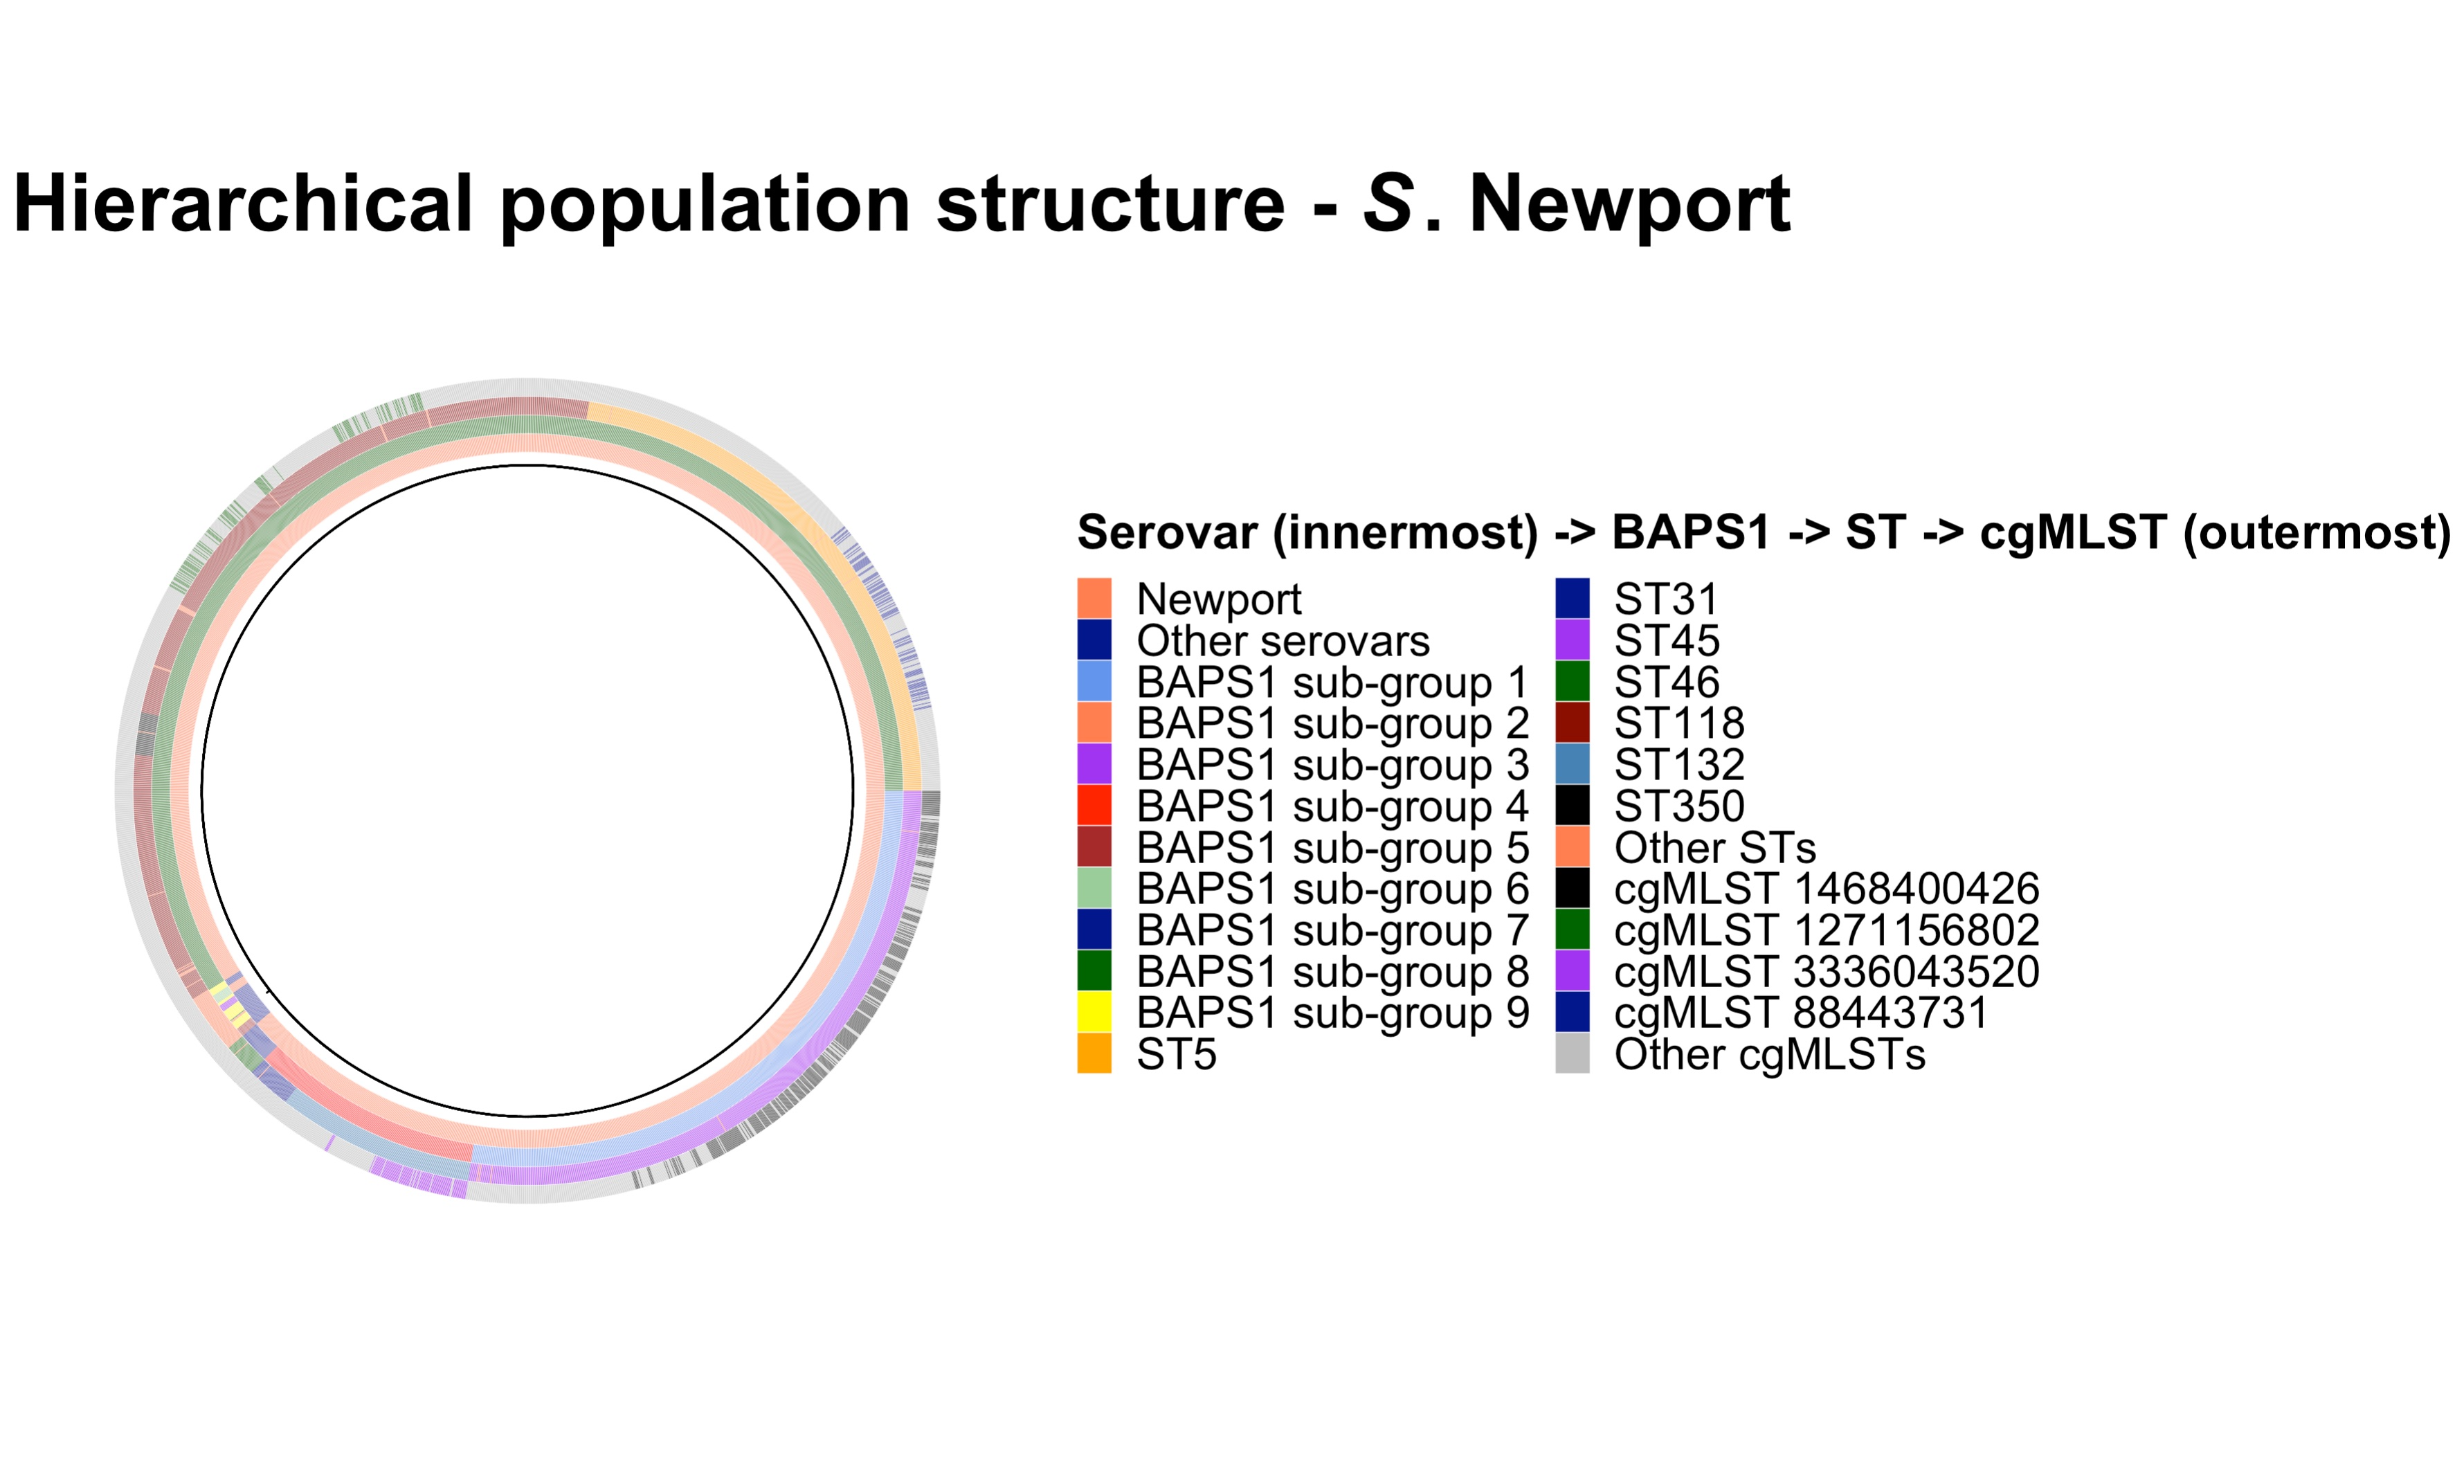 Hierarchical population structure - S. Newport
Serovar (innermost) -> BAPS1 -> ST -> cgMLST (outermost)
Newport
Other serovars
BAPS1 sub-group 1
BAPS1 sub-group 2
BAPS1 sub-group 3
BAPS1 sub-group 4
BAPS1 sub-group 5
BAPS1 sub-group 6
BAPS1 sub-group 7
BAPS1 sub-group 8
BAPS1 sub-group 9
ST5
ST31
ST45
ST46
ST118
ST132
ST350
Other STs
cgMLST 1468400426
cgMLST 1271156802
cgMLST 3336043520
cgMLST 88443731
Other cgMLSTs